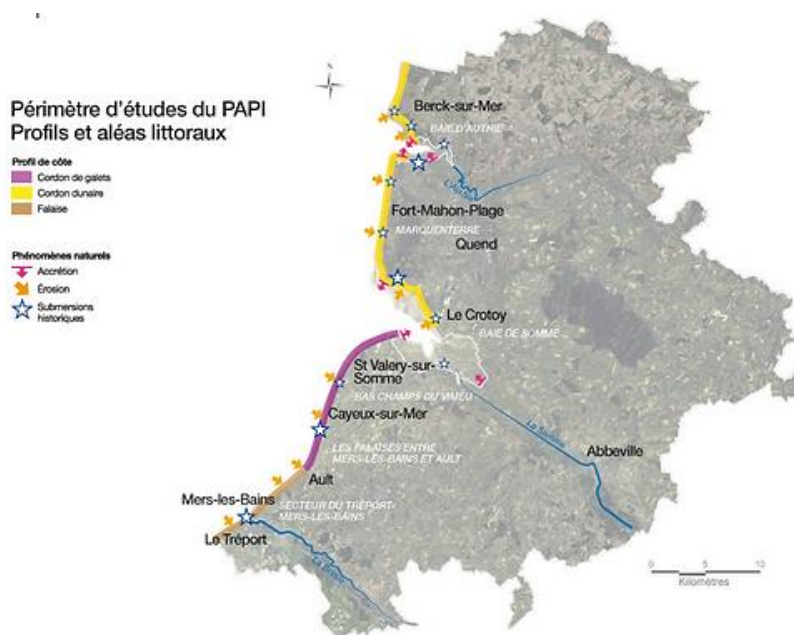 Périmètre d'études du PAPI
Profils et aléas littoraux
Profil de côte
Cordon de galets
Cordon dunaire
Falaise
Phénomènes naturels
Accrétion
Érosion
Submersions
historiques
N
Berck-sur-Mer
BAIE D'AUTHIE
L'Authie
Fort-Mahon-Plage
MARQUENTERRE
Quend
Le Crotoy
BAIE DE SOMME
St Valery-sur-
Somme
BAS CHAMPS DU VIMEU
Cayeux-sur-Mer
LES FALAISES ENTRE
MERS-LES-BAINS ET AULT
La Somme
Abbeville
Ault
Mers-les-Bains
SECTEUR DU TRÉPORT-
MERS-LES-BAINS
Le Tréport
La Bresle
0 5 10
Kilomètres